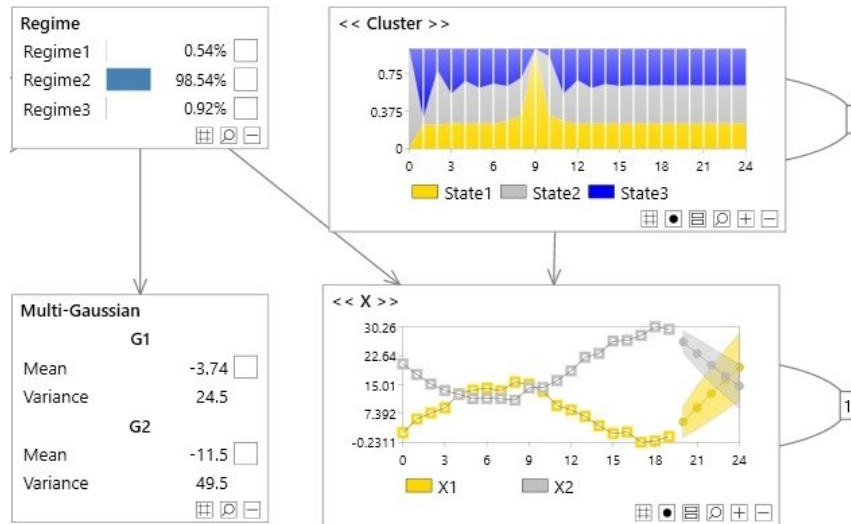 Regime
Regime1 0.54%
Regime2 98.54%
Regime3 0.92%
<< Cluster >>
0.75
0.375
0
0 3 6 9 12 15 18 21 24
State1 State2 State3
Multi-Gaussian
G1
Mean -3.74
Variance 24.5
G2
Mean -11.5
Variance 49.5
<< X >>
30.26
22.64
15.01
7.392
-0.2311
0 3 6 9 12 15 18 21 24
X1 X2
1